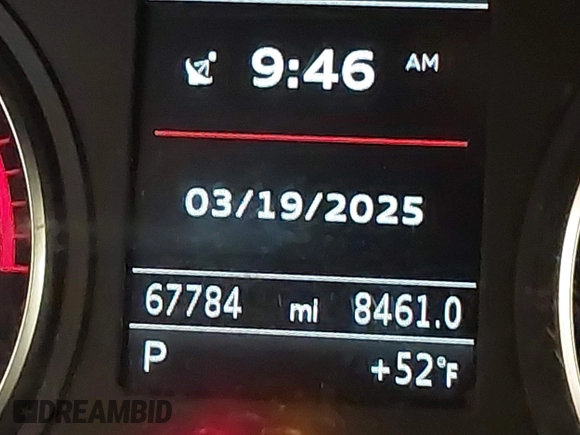 9:46 AM
03/19/2025
67784 mi 8461.0
P +52°F
DREAMBID